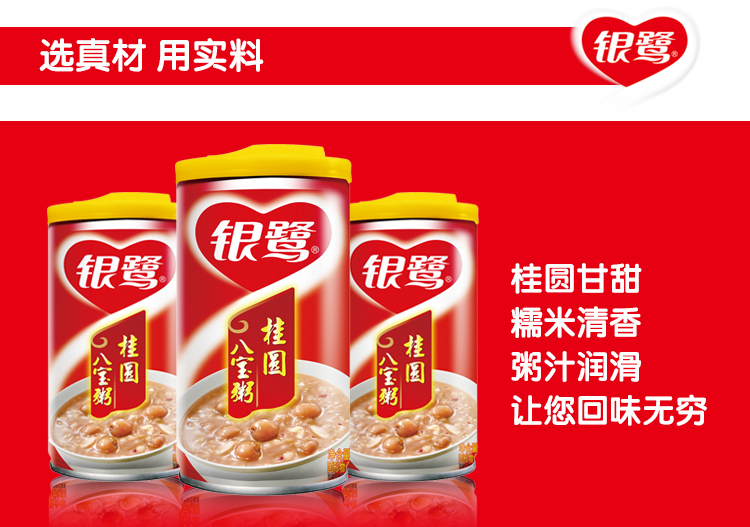 选真材 用实料
银鹭®
银鹭
桂圆
八宝粥
银鹭®
桂圆
八宝粥
银鹭®
桂圆
八宝粥
桂圆甘甜
糯米清香
粥汁润滑
让您回味无穷